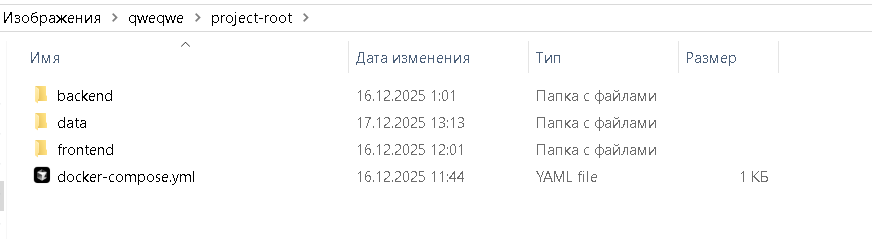 Изображения > qweqwe > project-root >
Имя Дата изменения Тип Размер
backend 16.12.2025 1:01 Папка с файлами
data 17.12.2025 13:13 Папка с файлами
frontend 16.12.2025 12:01 Папка с файлами
docker-compose.yml 16.12.2025 11:44 YAML file 1 КБ